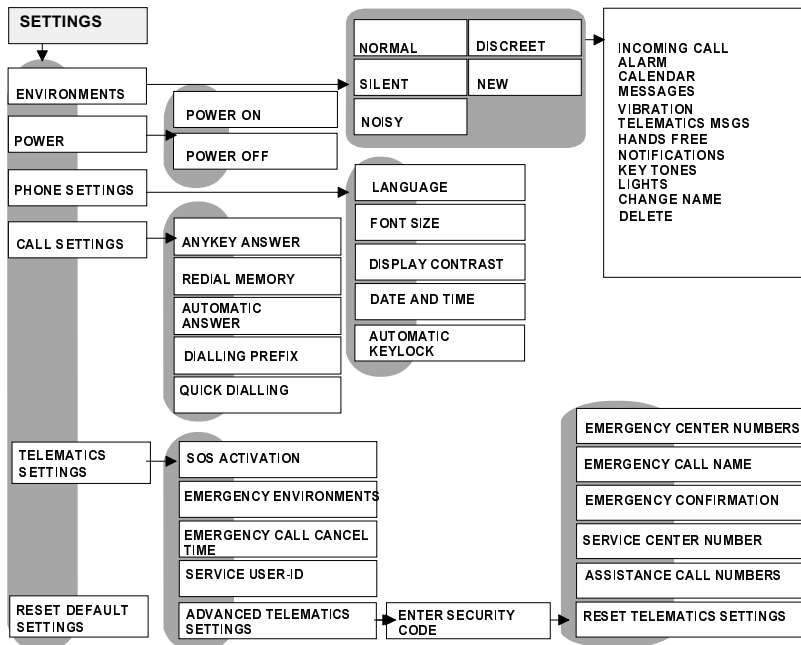 SETTINGS
ENVIRONMENTS
POWER
PHONE SETTINGS
CALL SETTINGS
TELEMATICS
SETTINGS
RESET DEFAULT
SETTINGS
NORMAL
DISCREET
SILENT
NEW
NOISY
INCOMING CALL
ALARM
CALENDAR
MESSAGES
VIBRATION
TELEMATICS MSGS
HANDS FREE
NOTIFICATIONS
KEY TONES
LIGHTS
CHANGE NAME
DELETE
POWER ON
POWER OFF
LANGUAGE
FONT SIZE
DISPLAY CONTRAST
DATE AND TIME
AUTOMATIC
KEYLOCK
ANYKEY ANSWER
REDIAL MEMORY
AUTOMATIC
ANSWER
DIALLING PREFIX
QUICK DIALLING
SOS ACTIVATION
EMERGENCY ENVIRONMENTS
EMERGENCY CALL CANCEL
TIME
SERVICE USER-ID
ADVANCED TELEMATICS
SETTINGS
ENTER SECURITY
CODE
EMERGENCY CENTER NUMBERS
EMERGENCY CALL NAME
EMERGENCY CONFIRMATION
SERVICE CENTER NUMBER
ASSISTANCE CALL NUMBERS
RESET TELEMATICS SETTINGS